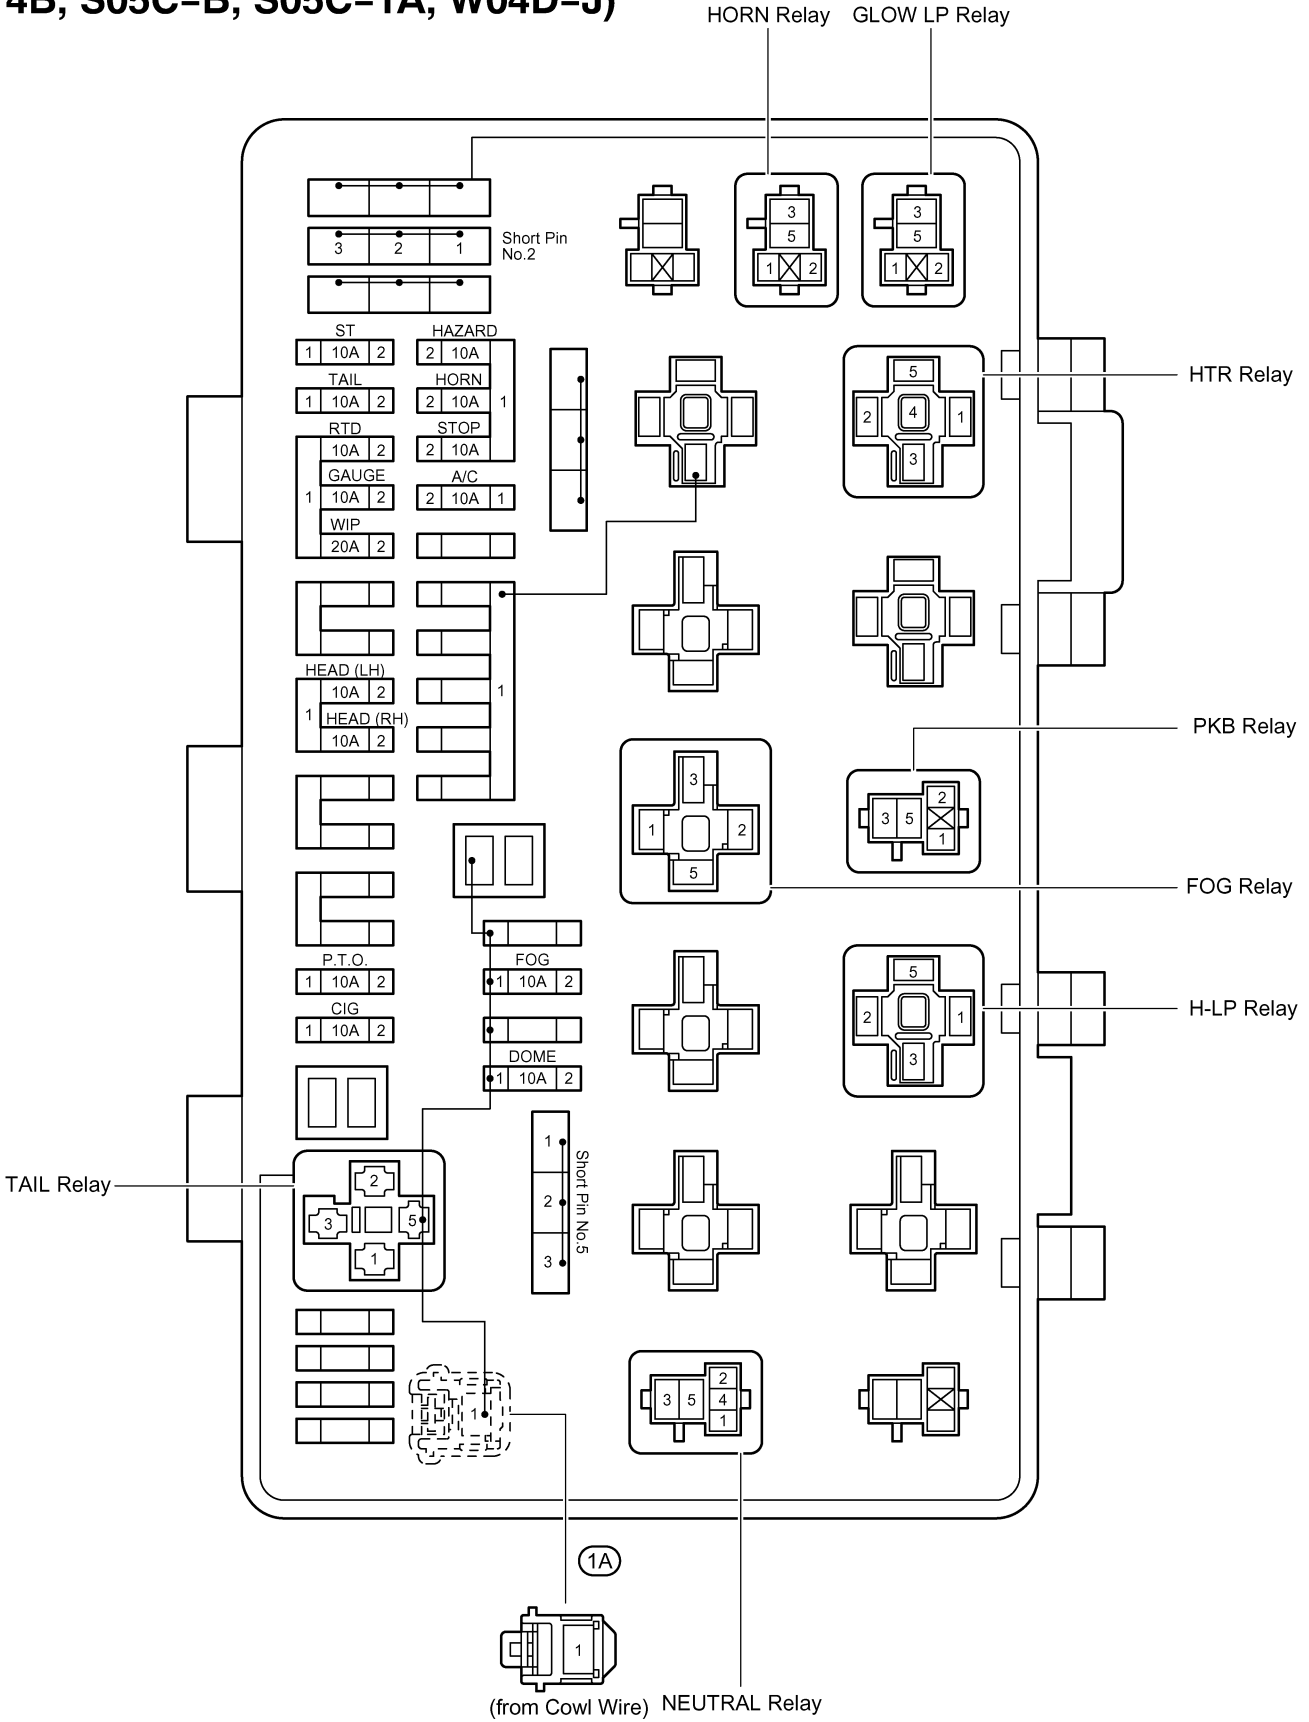 4B, S05C=B, S05C=TA, W04D=J)
HORN Relay GLOW LP Relay
3 2 1
Short Pin
No.2
3 3
5 5
1 2 1 2
ST HAZARD
1 10A 2 2 10A
TAIL HORN
1 10A 2 2 10A 1
RTD STOP
10A 2 2 10A
GAUGE A/C
1 10A 2 2 10A 1
WIP
20A 2
5
2 4 1
3
HTR Relay
HEAD (LH)
10A 2 1
1 HEAD (RH)
10A 2
PKB Relay
3
1 2
5
2
3 5
1
FOG Relay
P.T.O. FOG
1 10A 2 1 10A 2
CIG
1 10A 2
DOME
1 10A 2
5
2 1
3
H-LP Relay
TAIL Relay
2
3 5
1
1
2
3
Short Pin No.5
1
2
3 5 4
1
1A
1
(from Cowl Wire) NEUTRAL Relay